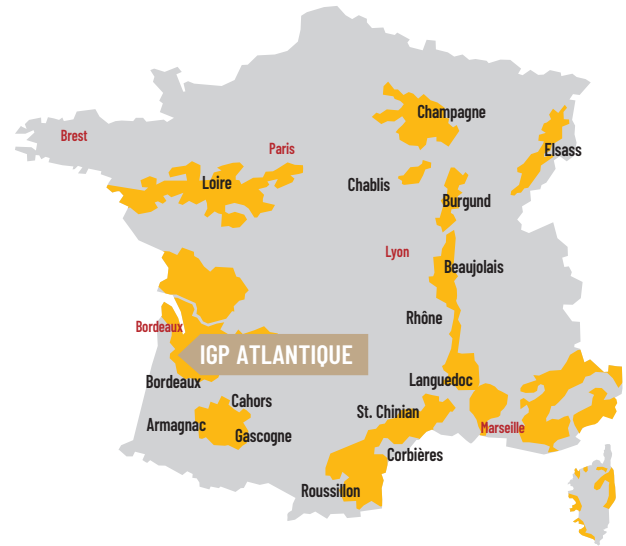 Champagne
Brest
Paris
Elsass
Loire
Chablis
Burgund
Lyon
Beaujolais
Rhône
Bordeaux
IGP ATLANTIQUE
Bordeaux
Languedoc
Cahors
St. Chinian
Armagnac
Marseille
Gascogne
Corbières
Roussillon